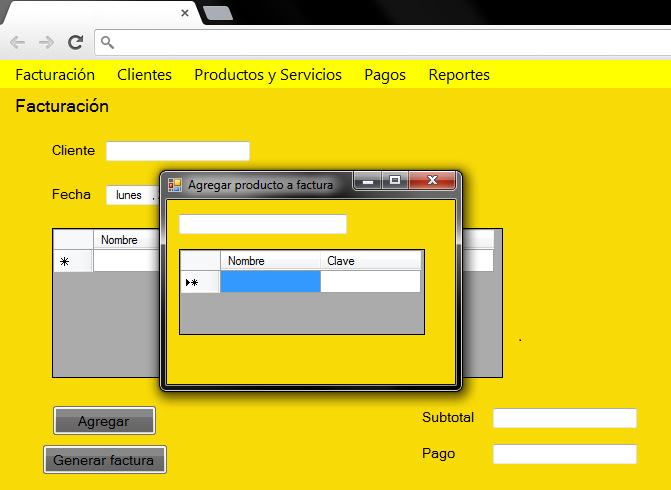 Facturación Clientes Productos y Servicios Pagos Reportes
Facturación
Cliente
Agregar producto a factura
Fecha lunes ,
Nombre
Nombre Clave
Agregar
Subtotal
Generar factura
Pago